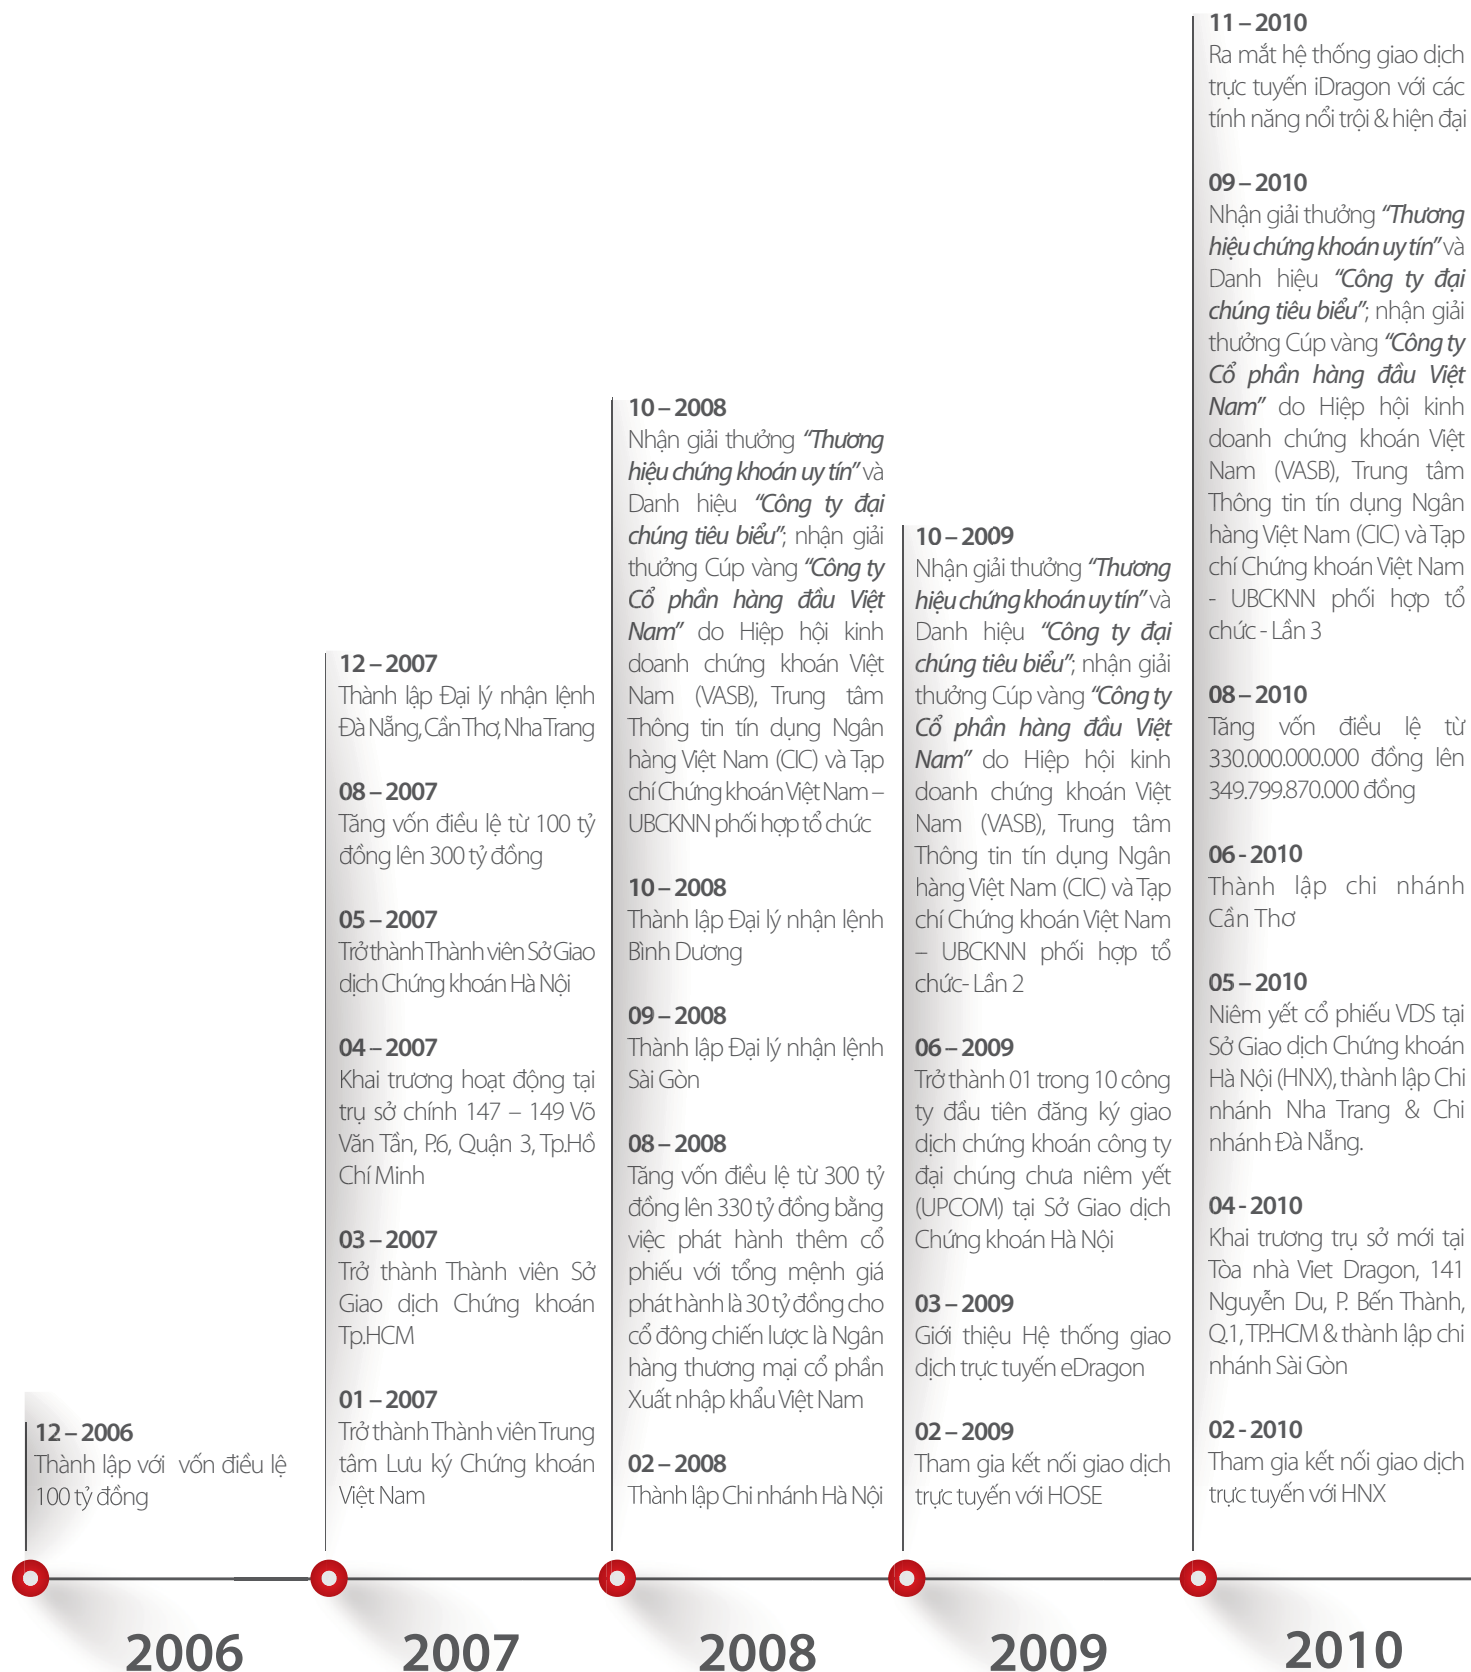 12 – 2006
Thành lập với vốn điều lệ
100 tỷ đồng
12 – 2007
Thành lập Đại lý nhận lệnh
Đà Nẵng, Cần Thơ, Nha Trang
08 – 2007
Tăng vốn điều lệ từ 100 tỷ
đồng lên 300 tỷ đồng
05 – 2007
Trở thành Thành viên Sở Giao
dịch Chứng khoán Hà Nội
04 – 2007
Khai trương hoạt động tại
trụ sở chính 147 – 149 Võ
Văn Tần, P.6, Quận 3, Tp.Hồ
Chí Minh
03 – 2007
Trở thành Thành viên Sở
Giao dịch Chứng khoán
Tp.HCM
01 – 2007
Trở thành Thành viên Trung
tâm Lưu ký Chứng khoán
Việt Nam
10 – 2008
Nhận giải thưởng “Thương
hiệu chứng khoán uy tín” và
Danh hiệu “Công ty đại
chúng tiêu biểu”; nhận giải
thưởng Cúp vàng “Công ty
Cổ phần hàng đầu Việt
Nam” do Hiệp hội kinh
doanh chứng khoán Việt
Nam (VASB), Trung tâm
Thông tin tín dụng Ngân
hàng Việt Nam (CIC) và Tạp
chí Chứng khoán Việt Nam –
UBCKNN phối hợp tổ chức
10 – 2008
Thành lập Đại lý nhận lệnh
Bình Dương
09 – 2008
Thành lập Đại lý nhận lệnh
Sài Gòn
08 – 2008
Tăng vốn điều lệ từ 300 tỷ
đồng lên 330 tỷ đồng bằng
việc phát hành thêm cổ
phiếu với tổng mệnh giá
phát hành là 30 tỷ đồng cho
cổ đông chiến lược là Ngân
hàng thương mại cổ phần
Xuất nhập khẩu Việt Nam
02 – 2008
Thành lập Chi nhánh Hà Nội
10 – 2009
Nhận giải thưởng “Thương
hiệu chứng khoán uy tín” và
Danh hiệu “Công ty đại
chúng tiêu biểu”; nhận giải
thưởng Cúp vàng “Công ty
Cổ phần hàng đầu Việt
Nam” do Hiệp hội kinh
doanh chứng khoán Việt
Nam (VASB), Trung tâm
Thông tin tín dụng Ngân
hàng Việt Nam (CIC) và Tạp
chí Chứng khoán Việt Nam
– UBCKNN phối hợp tổ
chức- Lần 2
06 – 2009
Trở thành 01 trong 10 công
ty đầu tiên đăng ký giao
dịch chứng khoán công ty
đại chúng chưa niêm yết
(UPCOM) tại Sở Giao dịch
Chứng khoán Hà Nội
03 – 2009
Giới thiệu Hệ thống giao
dịch trực tuyến eDragon
02 – 2009
Tham gia kết nối giao dịch
trực tuyến với HOSE
11 – 2010
Ra mắt hệ thống giao dịch
trực tuyến iDragon với các
tính năng nổi trội & hiện đại
09 – 2010
Nhận giải thưởng “Thương
hiệu chứng khoán uy tín” và
Danh hiệu “Công ty đại
chúng tiêu biểu”; nhận giải
thưởng Cúp vàng “Công ty
Cổ phần hàng đầu Việt
Nam” do Hiệp hội kinh
doanh chứng khoán Việt
Nam (VASB), Trung tâm
Thông tin tín dụng Ngân
hàng Việt Nam (CIC) và Tạp
chí Chứng khoán Việt Nam
- UBCKNN phối hợp tổ
chức - Lần 3
08 – 2010
Tăng vốn điều lệ từ
330.000.000.000 đồng lên
349.799.870.000 đồng
06 - 2010
Thành lập chi nhánh
Cần Thơ
05 – 2010
Niêm yết cổ phiếu VDS tại
Sở Giao dịch Chứng khoán
Hà Nội (HNX), thành lập Chi
nhánh Nha Trang & Chi
nhánh Đà Nẵng.
04 - 2010
Khai trương trụ sở mới tại
Tòa nhà Viet Dragon, 141
Nguyễn Du, P. Bến Thành,
Q.1, TP.HCM & thành lập chi
nhánh Sài Gòn
02 - 2010
Tham gia kết nối giao dịch
trực tuyến với HNX
2006
2007
2008
2009
2010